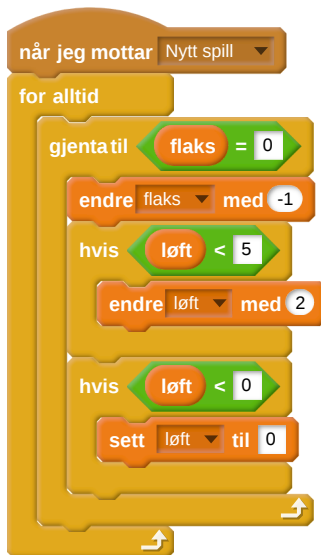 når jeg mottar Nytt spill
for alltid
gjenta til flaks = 0
endre flaks med -1
hvis løft < 5
endre løft med 2
hvis løft < 0
sett løft til 0